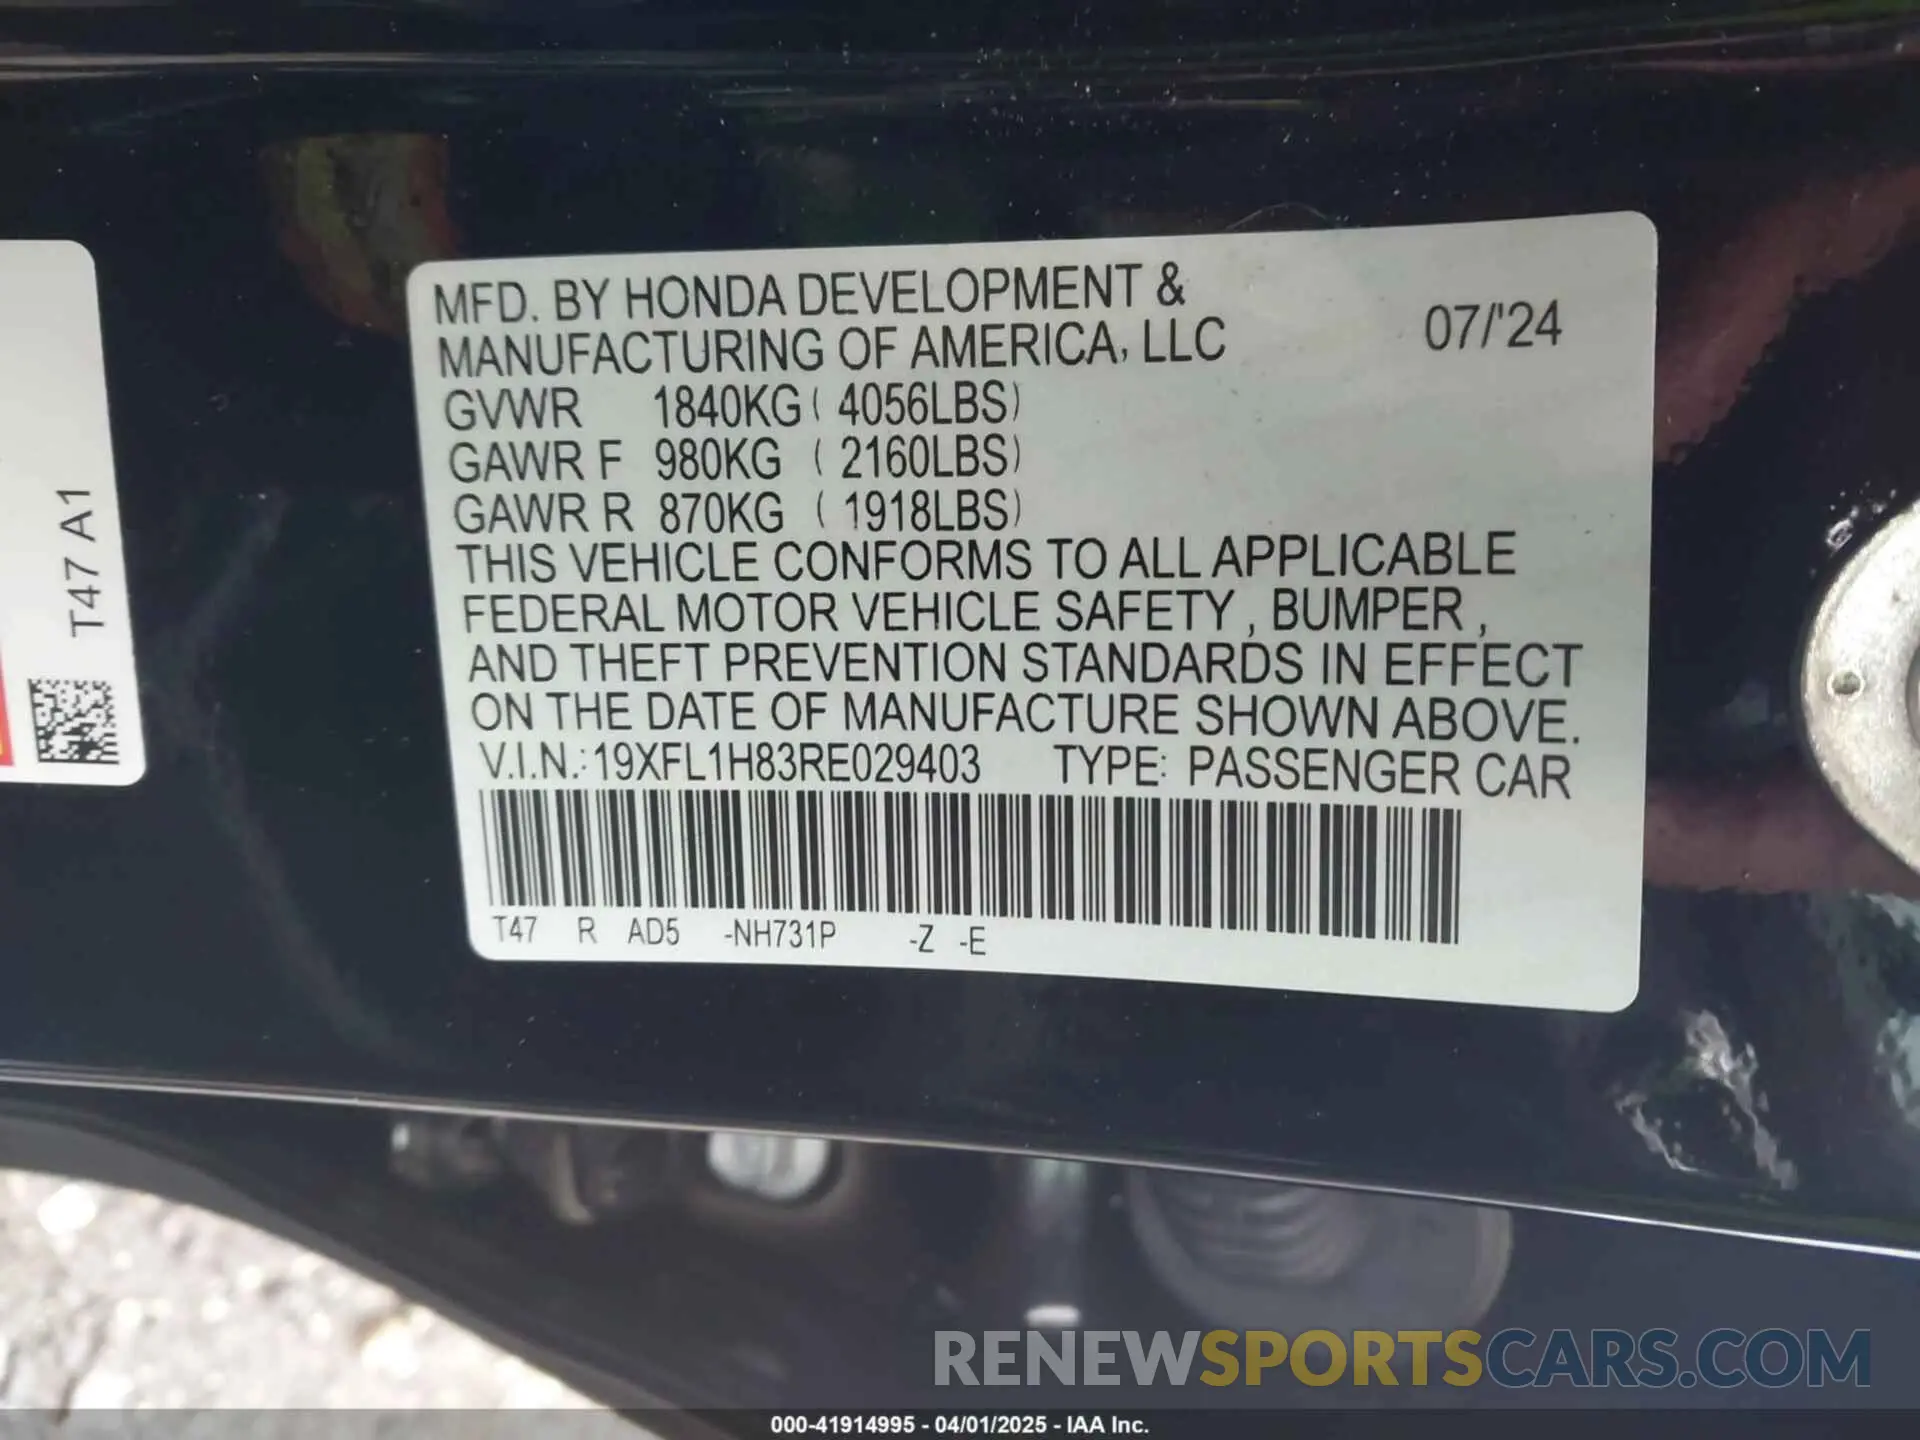 MFD. BY HONDA DEVELOPMENT &
MANUFACTURING OF AMERICA, LLC 07/'24
GVWR 1840KG ( 4056LBS)
GAWR F 980KG ( 2160LBS)
GAWR R 870KG ( 1918LBS)
THIS VEHICLE CONFORMS TO ALL APPLICABLE
FEDERAL MOTOR VEHICLE SAFETY , BUMPER ,
AND THEFT PREVENTION STANDARDS IN EFFECT
ON THE DATE OF MANUFACTURE SHOWN ABOVE.
V.I.N.: 19XFL1H83RE029403 TYPE: PASSENGER CAR
T47 R AD5 -NH731P -Z -E
T47 A1
RENEWSPORTSCARS.COM
000-41914995 - 04/01/2025 - IAA Inc.